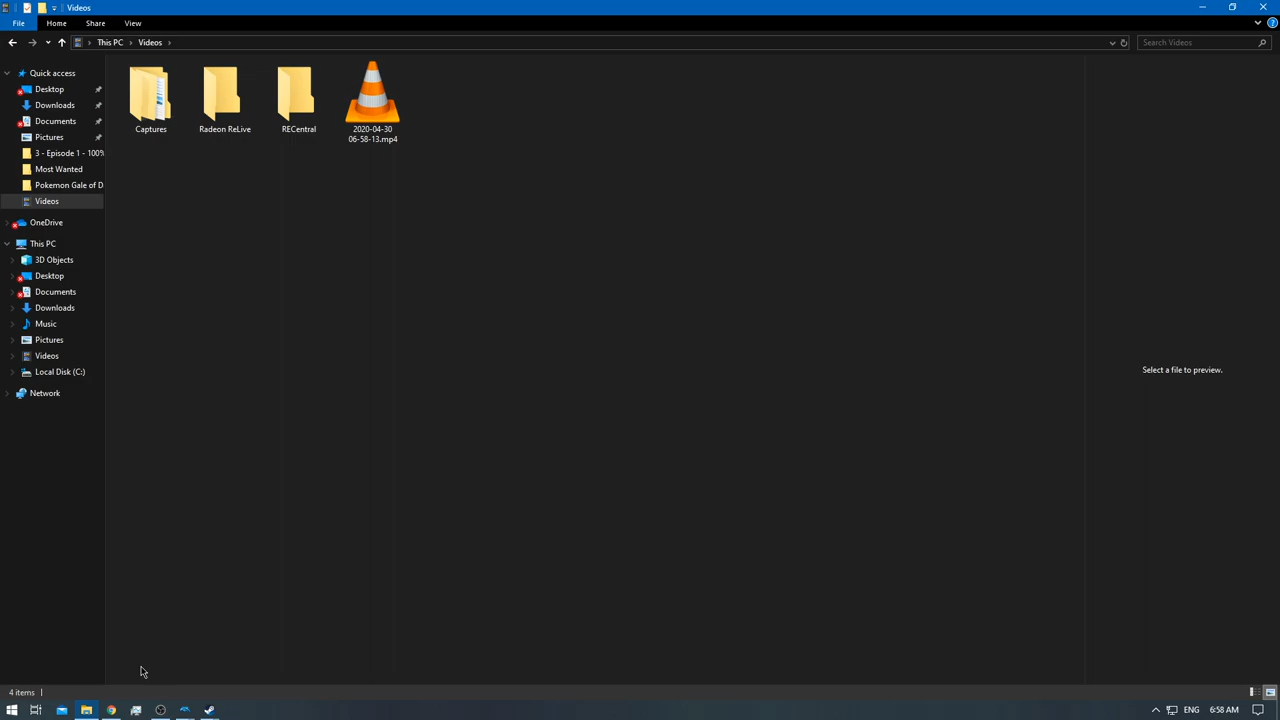 Videos
File
Home
Share
View
This PC
Videos
Search Videos
Quick access
Desktop
Downloads
Documents
Pictures
3 - Episode 1 - 100%
Most Wanted
Pokemon Gale of D
Videos
OneDrive
This PC
3D Objects
Desktop
Documents
Downloads
Music
Pictures
Videos
Local Disk (C:)
Network
Captures
Radeon ReLive
RECentral
2020-04-30
06-58-13.mp4
Select a file to preview.
4 items
ENG
6:58 AM